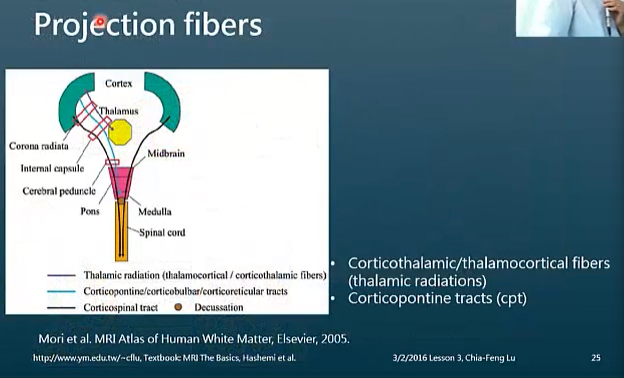 Projection fibers
Cortex
Thalamus
Corona radiata
Midbrain
Internal capsule
Cerebral peduncle
Pons
Medulla
Spinal cord
Thalamic radiation (thalamocortical / corticothalamic fibers)
Corticopontine/corticobulbar/corticoreticular tracts
Corticospinal tract
Decussation
• Corticothalamic/thalamocortical fibers
(thalamic radiations)
• Corticopontine tracts (cpt)
Mori et al. MRI Atlas of Human White Matter, Elsevier, 2005.
http://www.ym.edu.tw/~cflu, Textbook: MRI The Basics, Hashemi et al.
3/2/2016 Lesson 3, Chia-Feng Lu
25